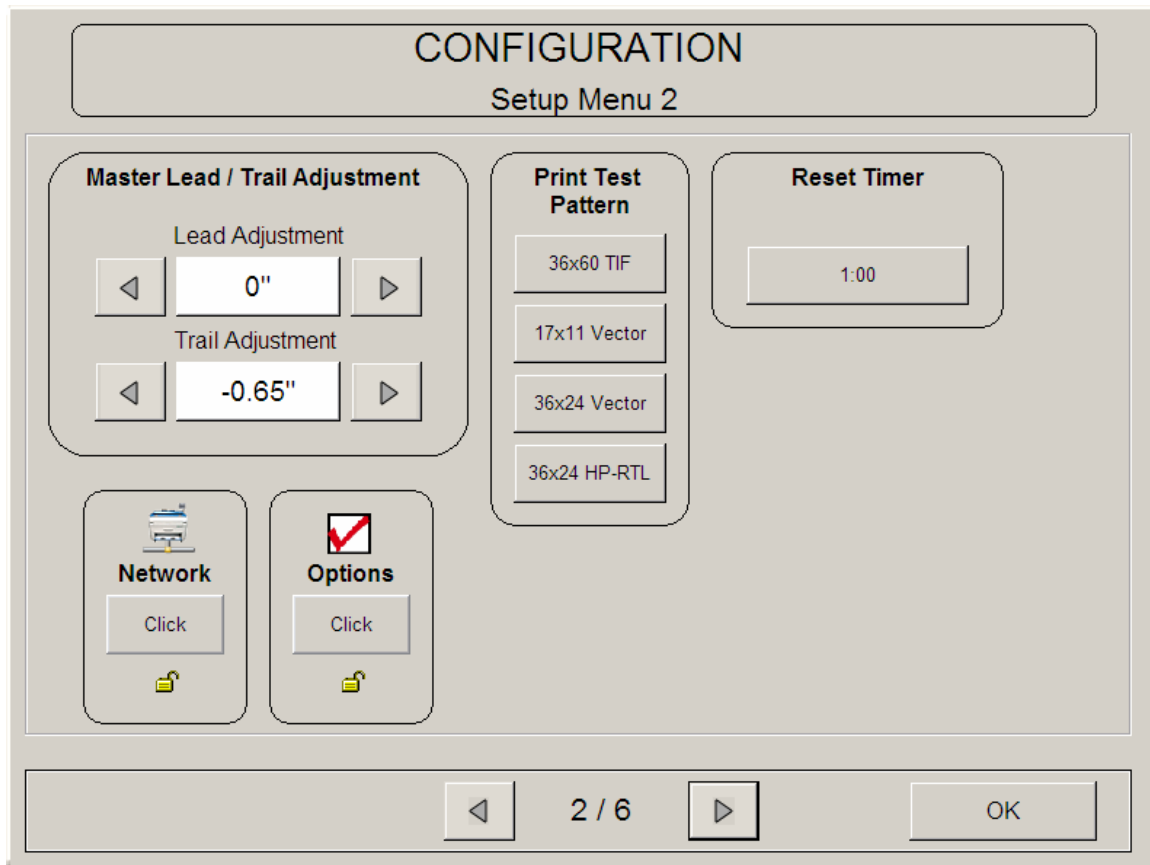 CONFIGURATION
Setup Menu 2
Master Lead / Trail Adjustment
Lead Adjustment
0"
Trail Adjustment
-0.65"
Print Test
Pattern
36x60 TIF
17x11 Vector
36x24 Vector
36x24 HP-RTL
Reset Timer
1:00
Network
Click
Options
Click
2 / 6
OK